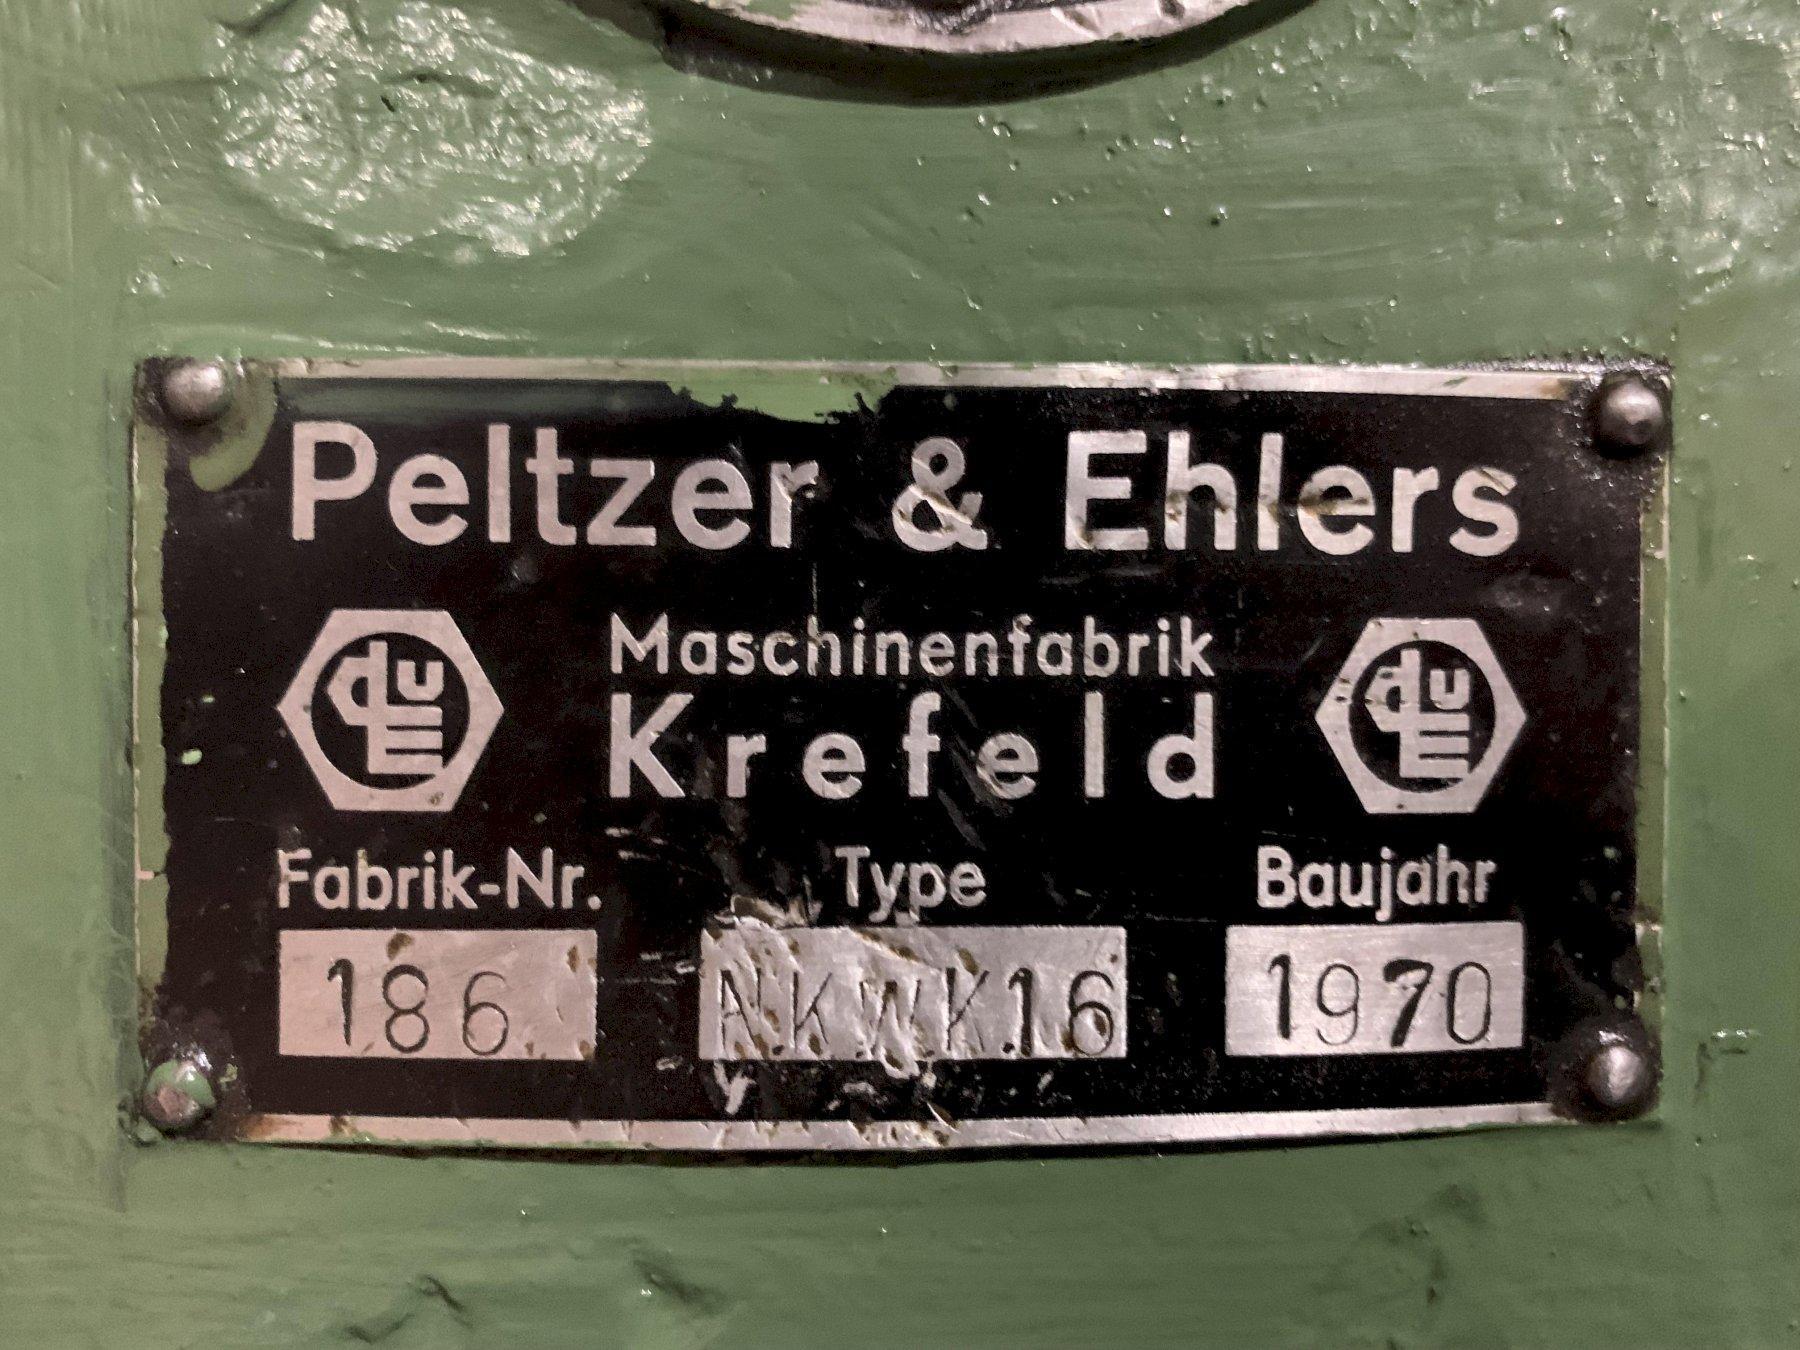 Peltzer & Ehlers
Maschinenfabrik
Krefeld
Fabrik-Nr. Type Baujahr
186 NKWK16 1970